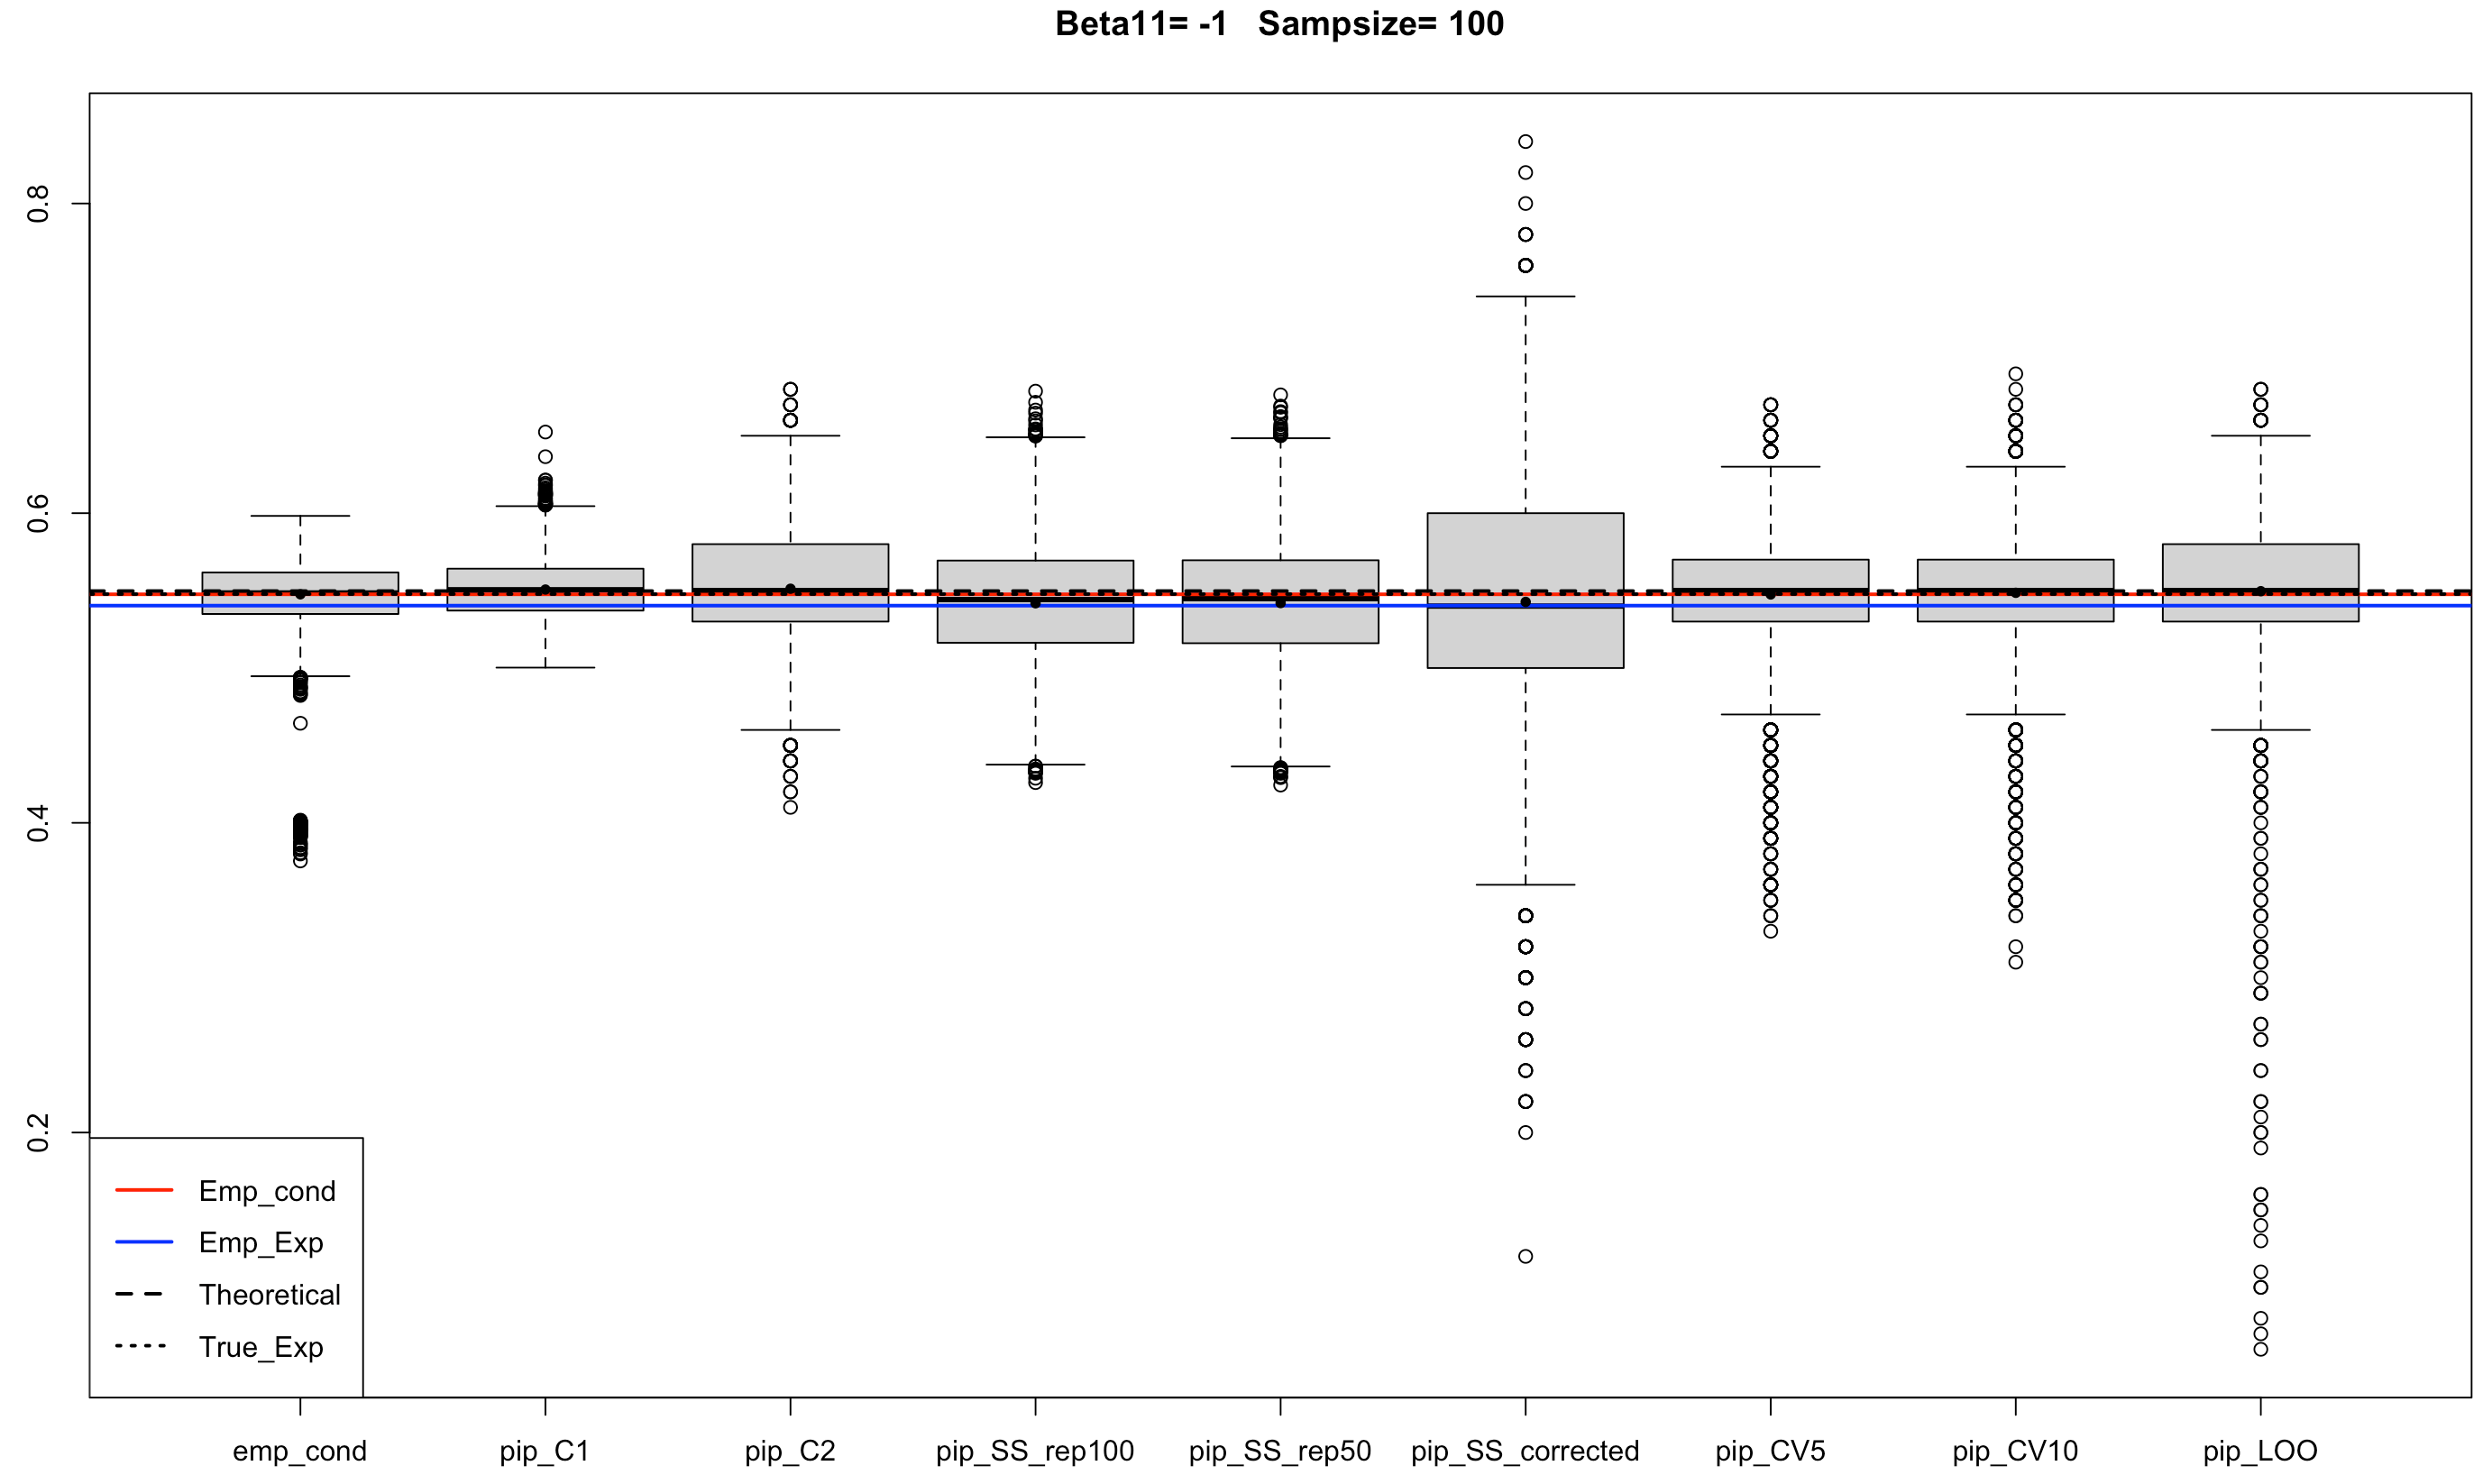 Beta11= -1   Sampsize= 100
0.8
0.6
0.4
0.2
Emp_cond
Emp_Exp
Theoretical
True_Exp
emp_cond pip_C1 pip_C2 pip_SS_rep100 pip_SS_rep50 pip_SS_corrected pip_CV5 pip_CV10 pip_LOO